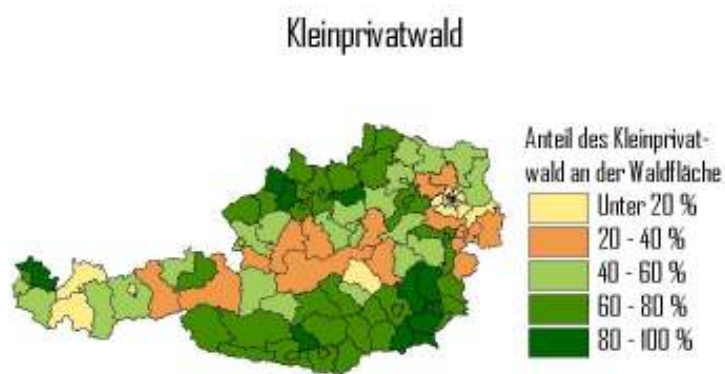 Kleinprivatwald
Anteil des Kleinprivat-
wald an der Waldfläche
Unter 20 %
20 - 40 %
40 - 60 %
60 - 80 %
80 - 100 %